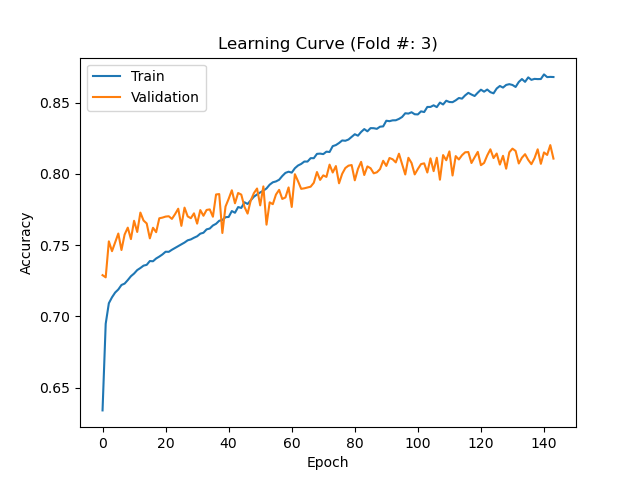 Learning Curve (Fold #: 3)
Train
Validation
0.85
0.80
0.75
0.70
0.65
Accuracy
0 20 40 60 80 100 120 140
Epoch